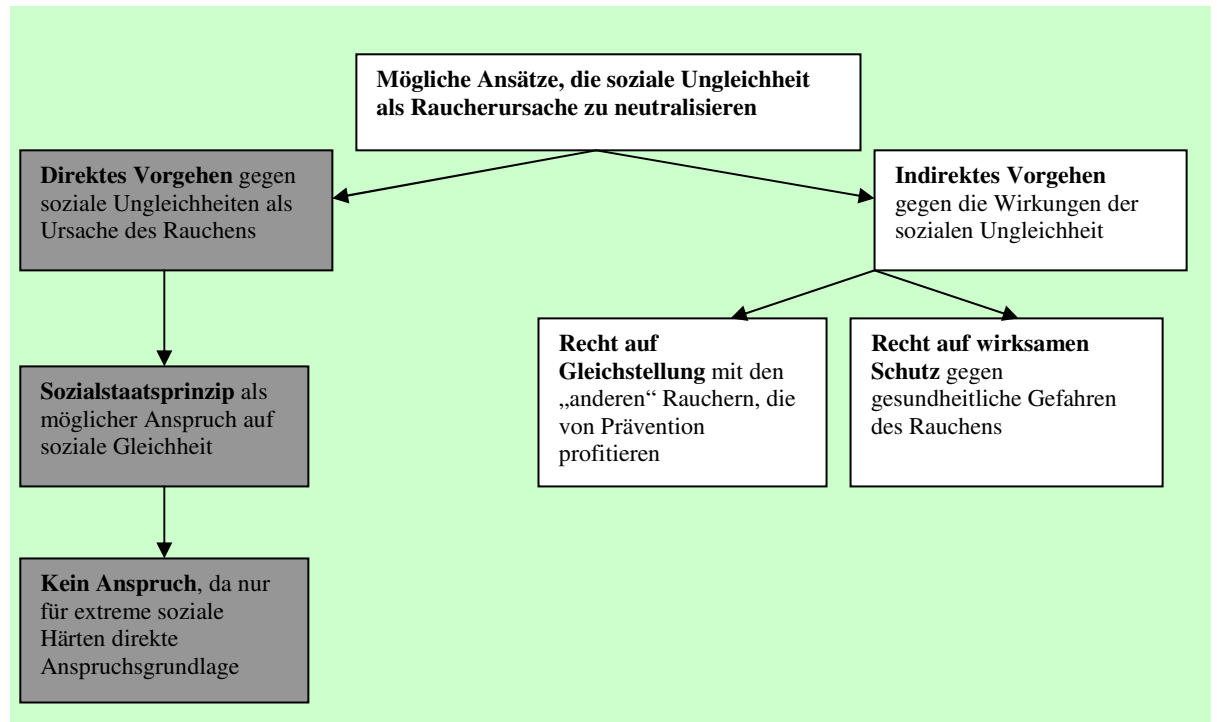 Mögliche Ansätze, die soziale Ungleichheit
als Raucherursache zu neutralisieren
Direktes Vorgehen gegen
soziale Ungleichheiten als
Ursache des Rauchens
Indirektes Vorgehen
gegen die Wirkungen der
sozialen Ungleichheit
Sozialstaatsprinzip als
möglicher Anspruch auf
soziale Gleichheit
Recht auf
Gleichstellung mit den
„anderen“ Rauchern, die
von Prävention
profitieren
Recht auf wirksamen
Schutz gegen
gesundheitliche Gefahren
des Rauchens
Kein Anspruch, da nur
für extreme soziale
Härten direkte
Anspruchsgrundlage